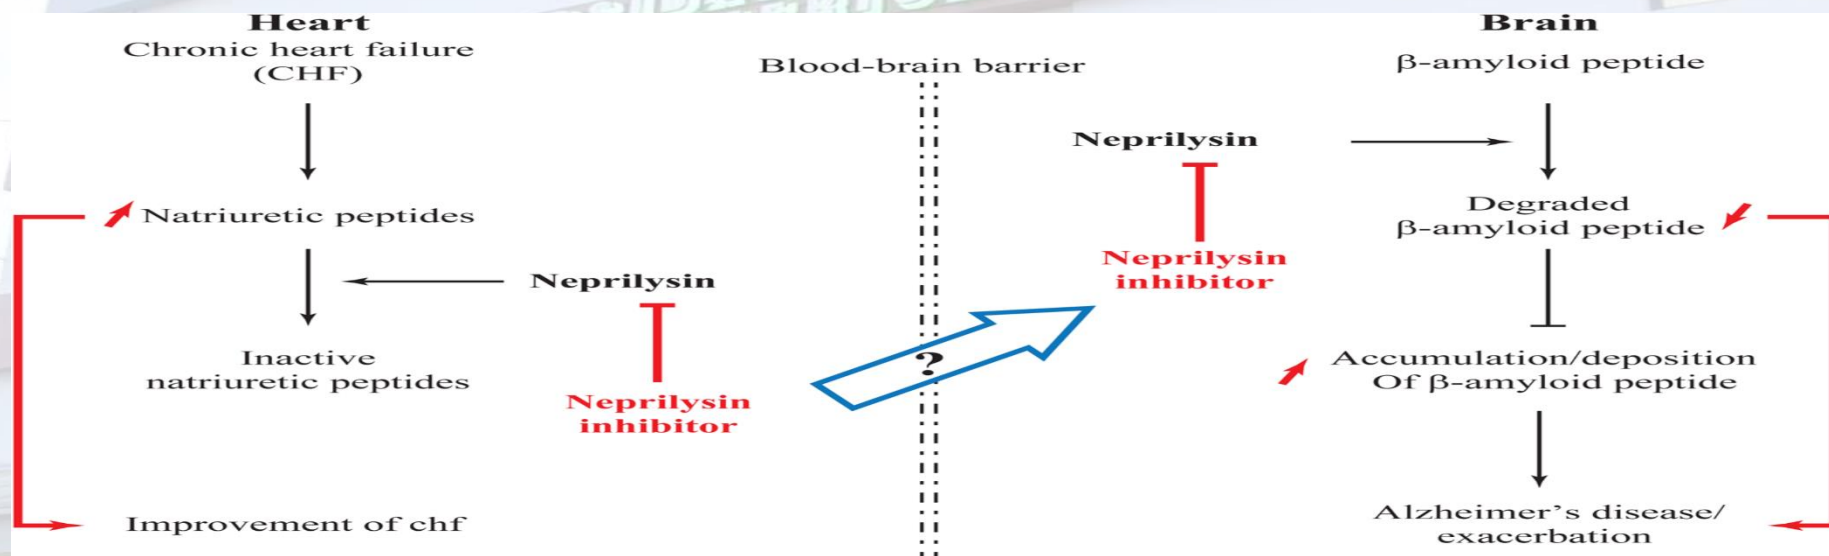 Heart
Chronic heart failure
(CHF)
Natriuretic peptides
Neprilysin
Inactive
natriuretic peptides
Neprilysin
inhibitor
Improvement of chf
Blood-brain barrier
?
Brain
β-amyloid peptide
Neprilysin
Degraded
β-amyloid peptide
Neprilysin
inhibitor
Accumulation/deposition
Of β-amyloid peptide
Alzheimer's disease/
exacerbation